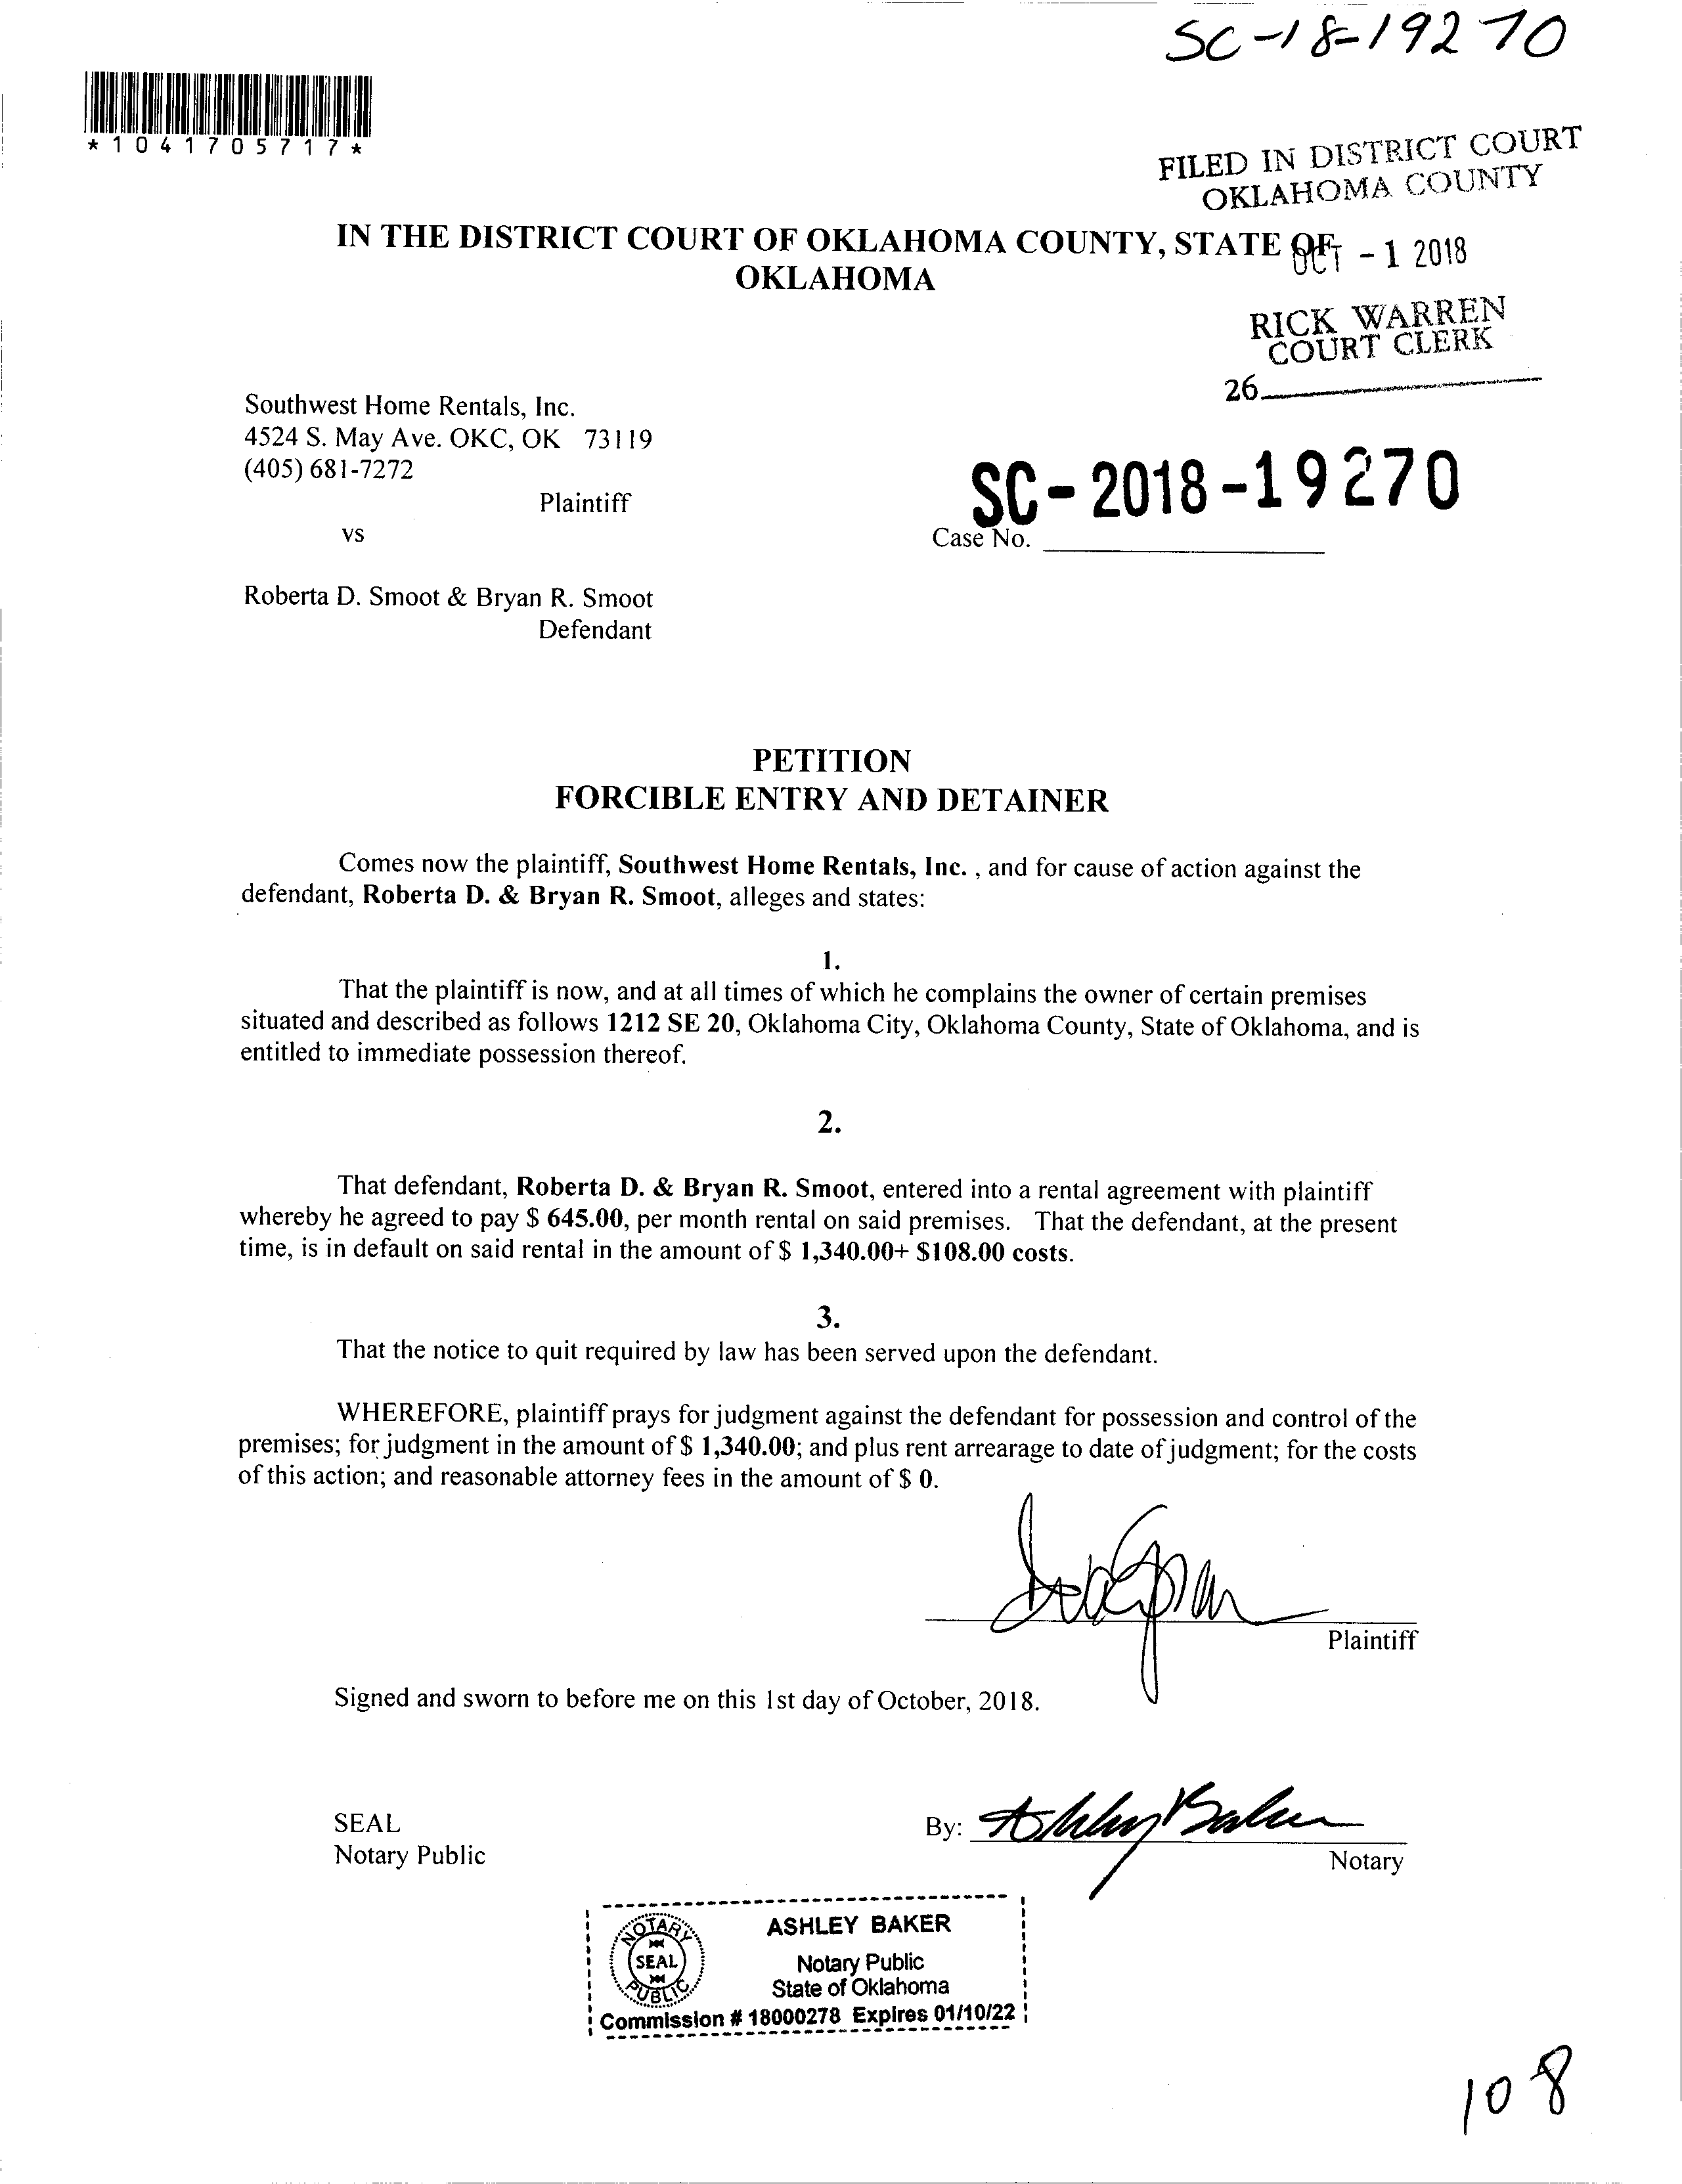 SC-18-19270
*1041705717*
FILED IN DISTRICT COURT
OKLAHOMA COUNTY
IN THE DISTRICT COURT OF OKLAHOMA COUNTY, STATE OF
OCT - 1 2018
OKLAHOMA
RICK WARREN
COURT CLERK
26
Southwest Home Rentals, Inc.
4524 S. May Ave. OKC, OK 73119
(405) 681-7272
Plaintiff
SC-2018-19270
vs
Case No.
Roberta D. Smoot & Bryan R. Smoot
Defendant
PETITION
FORCIBLE ENTRY AND DETAINER
Comes now the plaintiff, Southwest Home Rentals, Inc. , and for cause of action against the
defendant, Roberta D. & Bryan R. Smoot, alleges and states:
1.
That the plaintiff is now, and at all times of which he complains the owner of certain premises
situated and described as follows 1212 SE 20, Oklahoma City, Oklahoma County, State of Oklahoma, and is
entitled to immediate possession thereof.
2.
That defendant, Roberta D. & Bryan R. Smoot, entered into a rental agreement with plaintiff
whereby he agreed to pay $ 645.00, per month rental on said premises. That the defendant, at the present
time, is in default on said rental in the amount of $ 1,340.00+ $108.00 costs.
3.
That the notice to quit required by law has been served upon the defendant.
WHEREFORE, plaintiff prays for judgment against the defendant for possession and control of the
premises; for judgment in the amount of $ 1,340.00; and plus rent arrearage to date of judgment; for the costs
of this action; and reasonable attorney fees in the amount of $ 0.
Plaintiff
Signed and sworn to before me on this 1st day of October, 2018.
SEAL
By: Ashley Baker
Notary Public
Notary
NOTARY
SEAL
PUBLIC
ASHLEY BAKER
Notary Public
State of Oklahoma
Commission # 18000278 Expires 01/10/22
108